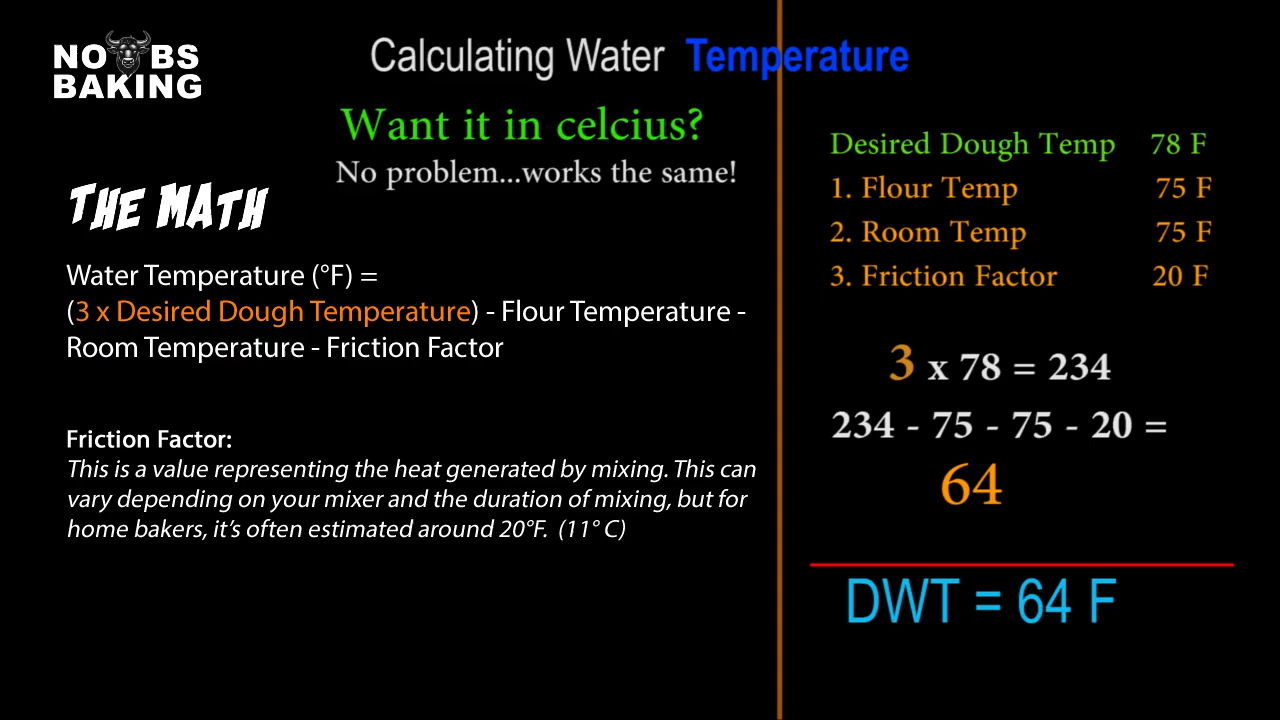 NO BS
BAKING
Calculating Water Temperature
Want it in celcius?
No problem...works the same!
THE MATH
Water Temperature (°F) =
(3 x Desired Dough Temperature) - Flour Temperature -
Room Temperature - Friction Factor
Friction Factor:
This is a value representing the heat generated by mixing. This can
vary depending on your mixer and the duration of mixing, but for
home bakers, it's often estimated around 20°F. (11° C)
Desired Dough Temp 78 F
1. Flour Temp 75 F
2. Room Temp 75 F
3. Friction Factor 20 F
3 x 78 = 234
234 - 75 - 75 - 20 =
64
DWT = 64 F